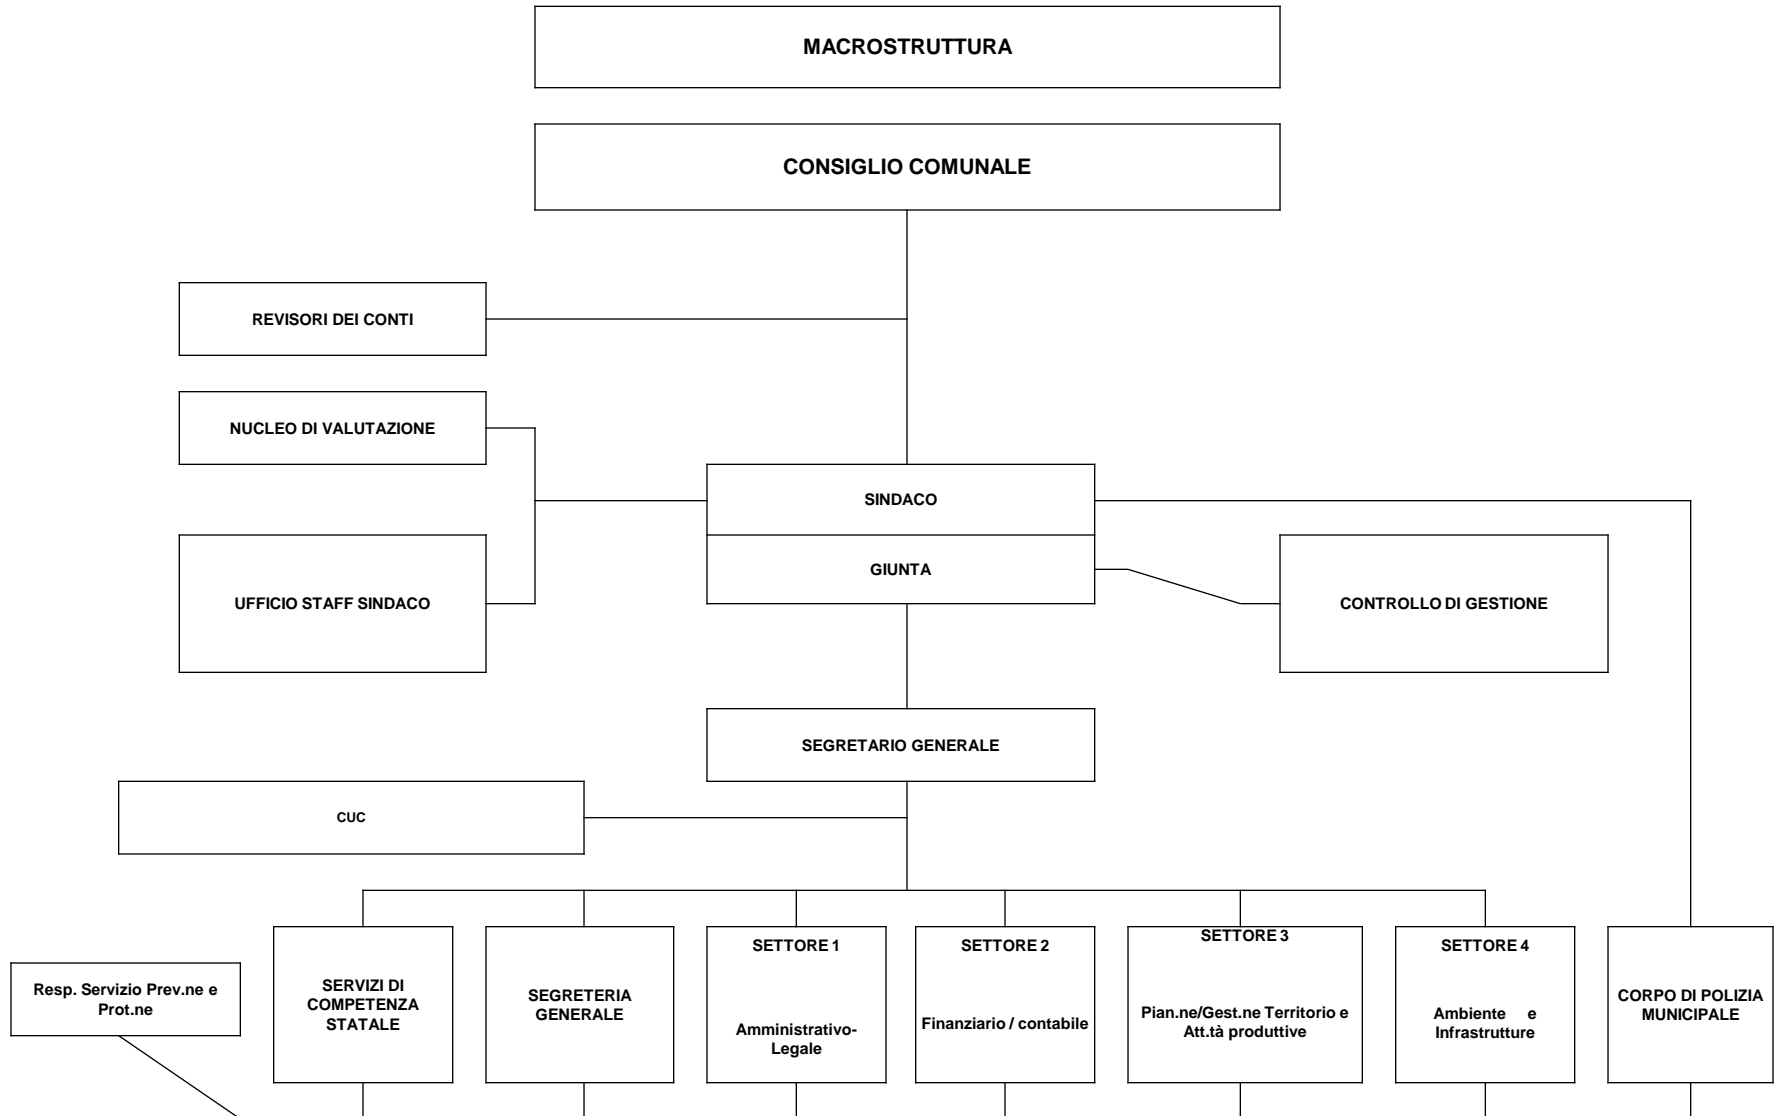 MACROSTRUTTURA
CONSIGLIO COMUNALE
REVISORI DEI CONTI
NUCLEO DI VALUTAZIONE
SINDACO
GIUNTA
UFFICIO STAFF SINDACO
CONTROLLO DI GESTIONE
SEGRETARIO GENERALE
CUC
Resp. Servizio Prev.ne e
Prot.ne
SERVIZI DI
COMPETENZA
STATALE
SEGRETERIA
GENERALE
SETTORE 1
Amministrativo-
Legale
SETTORE 2
Finanziario / contabile
SETTORE 3
Pian.ne/Gest.ne Territorio e
Att.tà produttive
SETTORE 4
Ambiente e
Infrastrutture
CORPO DI POLIZIA
MUNICIPALE